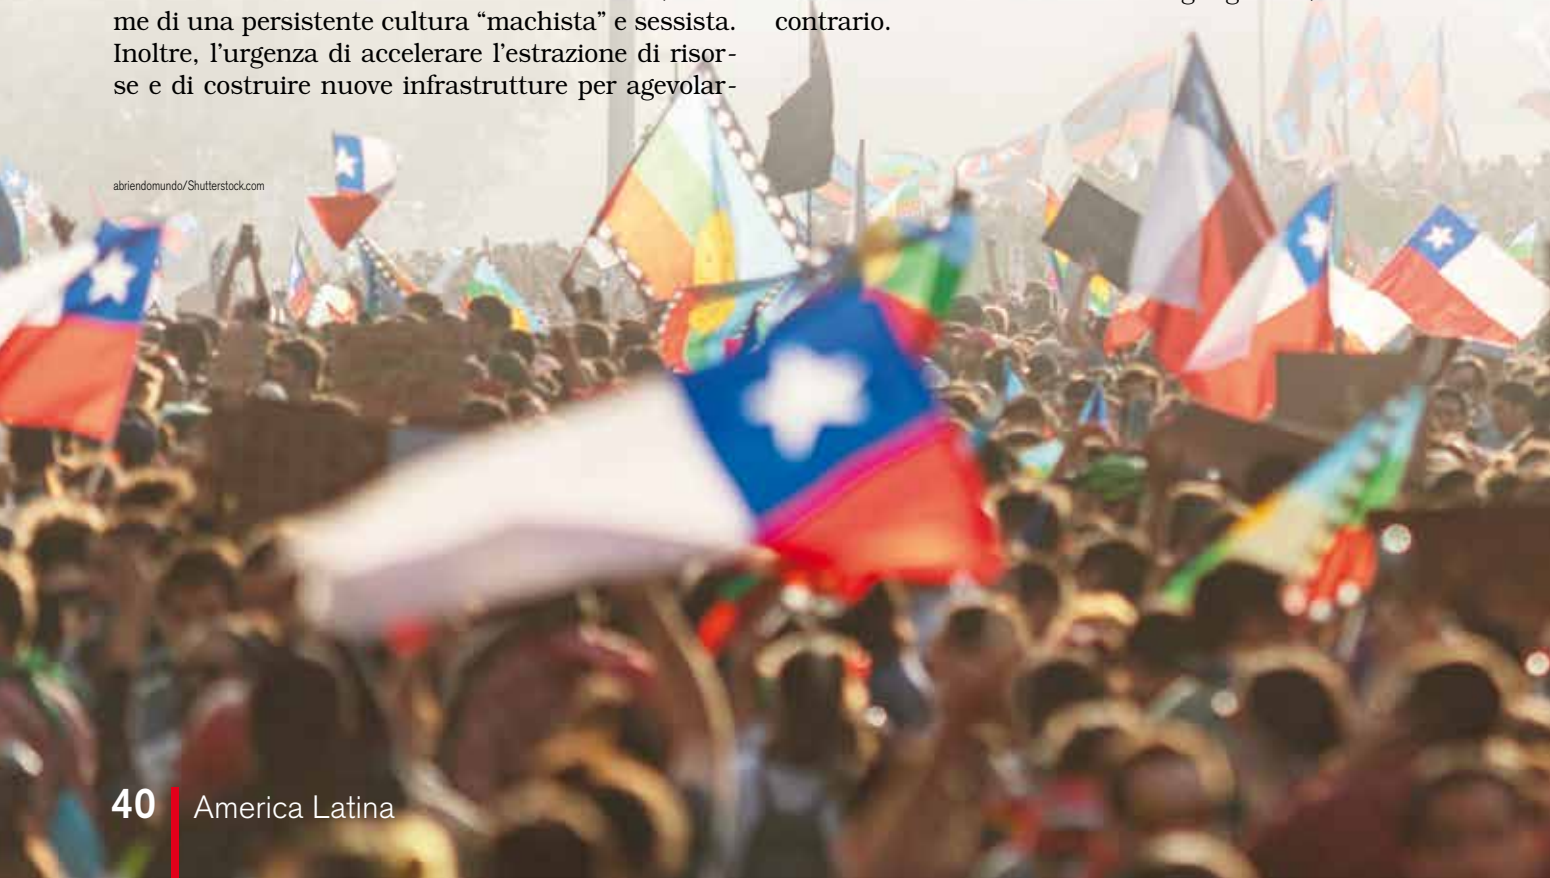 me di una persistente cultura “machista” e sessista.
Inoltre, l’urgenza di accelerare l’estrazione di risor-
se e di costruire nuove infrastrutture per agevolar-
contrario.
abriendomundo/Shutterstock.com
40
America Latina